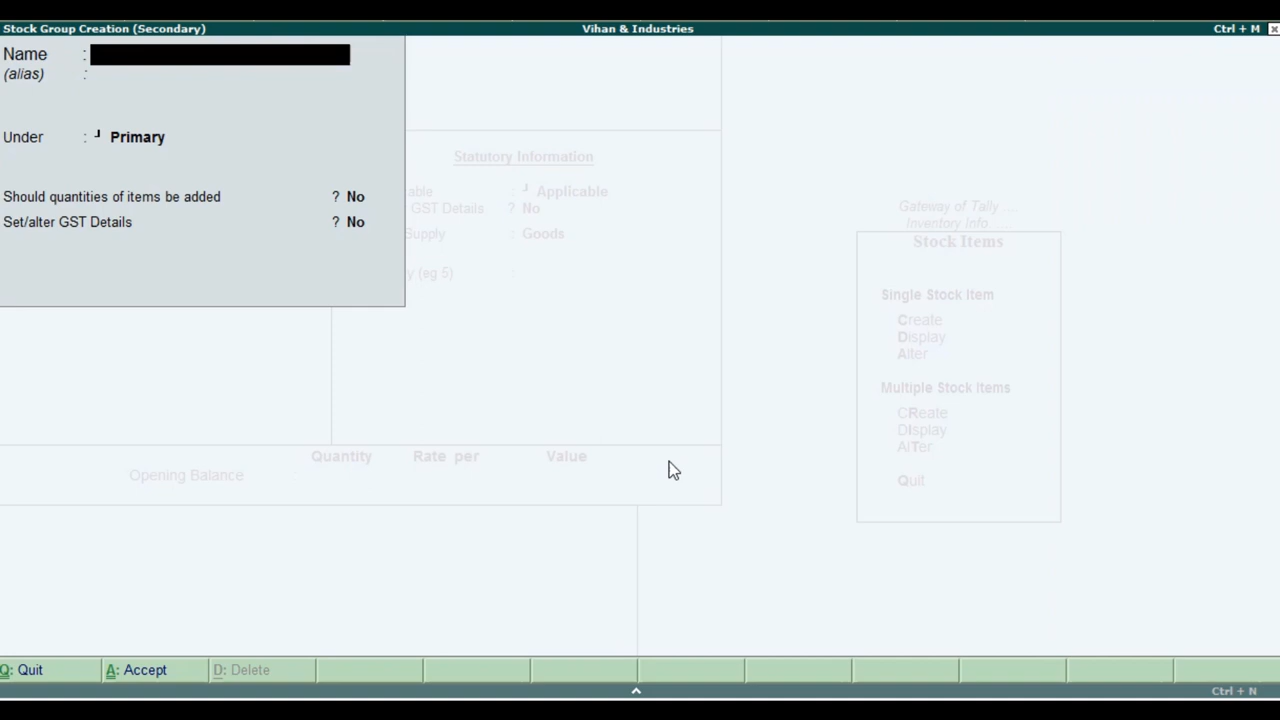 Stock Group Creation (Secondary) Vihan & Industries Ctrl + M
Name :
(alias) :
Under : ┘ Primary
Should quantities of items be added ? No
Set/alter GST Details ? No
Statutory Information
able : ┘ Applicable
GST Details ? No
Supply : Goods
y (eg 5) :
Quantity Rate per Value
Opening Balance
Gateway of Tally ....
Inventory Info ....
Stock Items
Single Stock Item
Create
Display
Alter
Multiple Stock Items
CReate
DIsplay
AlTer
Quit
Q: Quit A: Accept D: Delete
Ctrl + N